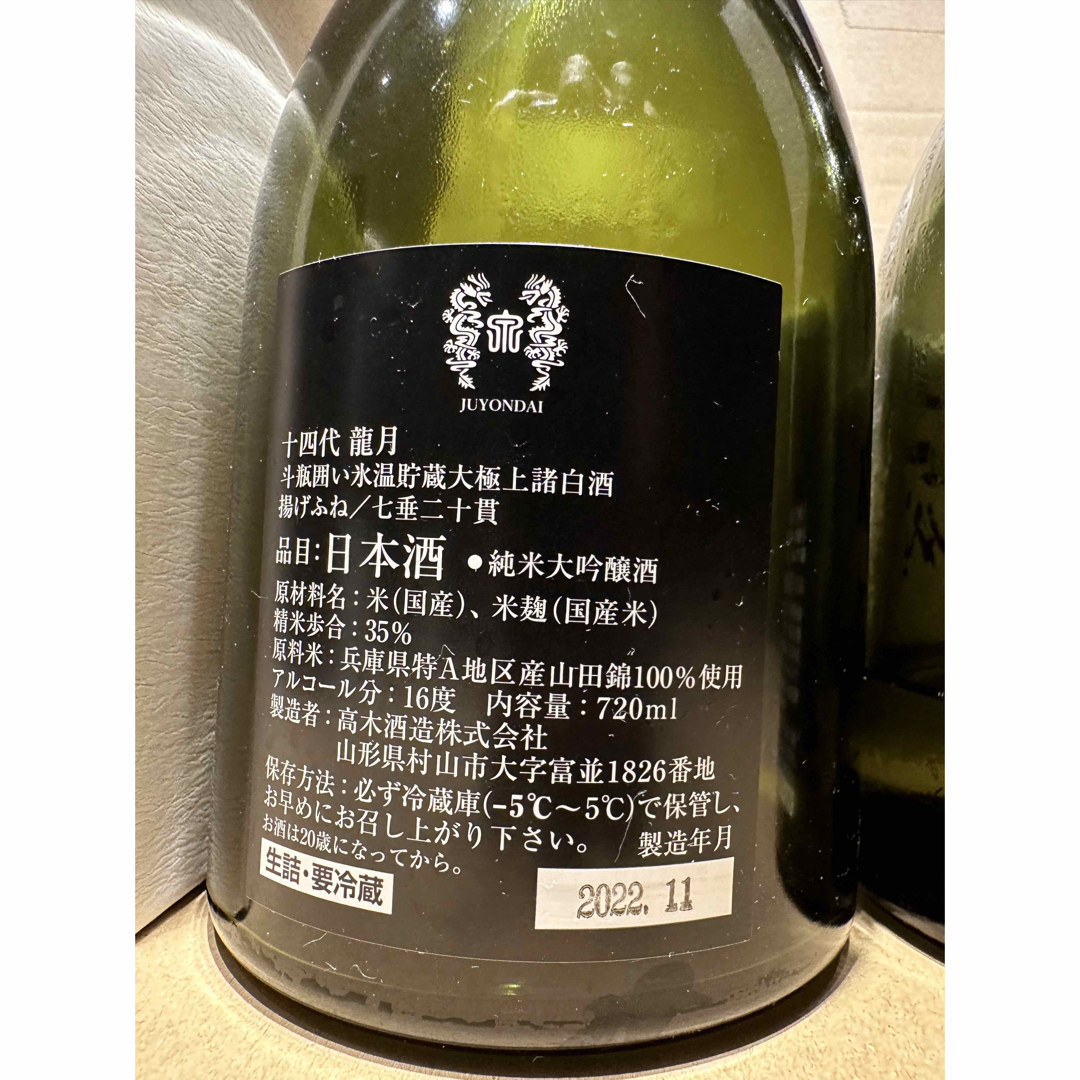 JUYONDAI
十四代 龍月
斗瓶囲い氷温貯蔵大極上諸白酒
揚げふね/七垂二十貫
品目:日本酒 ●純米大吟醸酒
原材料名:米(国産)、米麹(国産米)
精米歩合:35%
原料米:兵庫県特A地区産山田錦100%使用
アルコール分:16度 内容量:720ml
製造者:高木酒造株式会社
山形県村山市大字富並1826番地
保存方法:必ず冷蔵庫(-5℃~5℃)で保管し、
お早めにお召し上がり下さい。
お酒は20歳になってから。
製造年月
生詰・要冷蔵
2022. 11